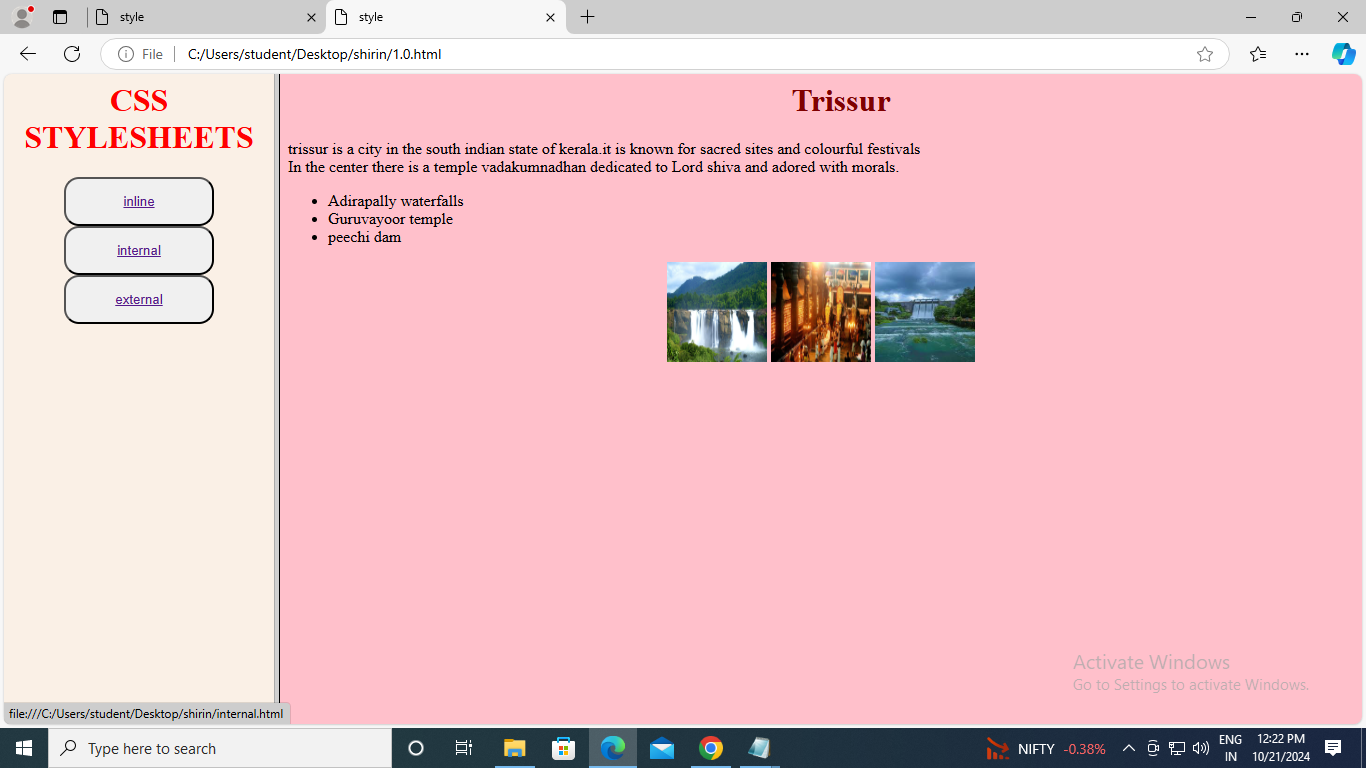 style
style
File
C:/Users/student/Desktop/shirin/1.0.html
CSS
STYLESHEETS
inline
internal
external
Trissur
trissur is a city in the south indian state of kerala.it is known for sacred sites and colourful festivals
In the center there is a temple vadakumnadhan dedicated to Lord shiva and adored with morals.
• Adirapally waterfalls
• Guruvayoor temple
• peechi dam
Activate Windows
Go to Settings to activate Windows.
file:///C:/Users/student/Desktop/shirin/internal.html
Type here to search
NIFTY -0.38%
ENG
IN
12:22 PM
10/21/2024